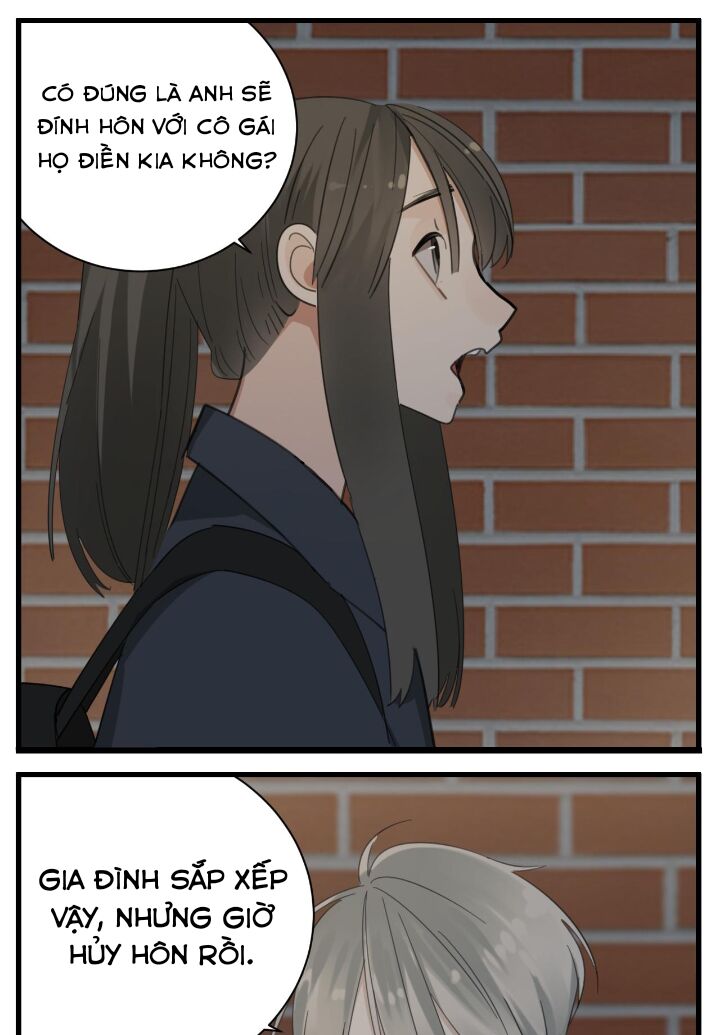 CÓ ĐÚNG LÀ ANH SẼ
ĐÍNH HÔN VỚI CÔ GÁI
HỌ ĐIỀN KIA KHÔNG?
GIA ĐÌNH SẮP XẾP
VẬY, NHƯNG GIỜ
HỦY HÔN RỒI.